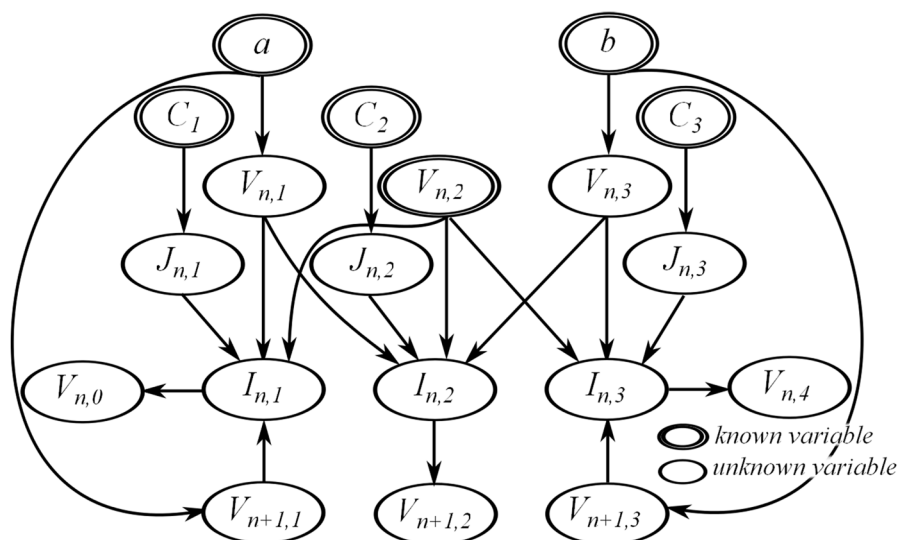 a b
C1 C2 C3
Vn,1 Vn,2 Vn,3
Jn,1 Jn,2 Jn,3
Vn,0 In,1 In,2 In,3 Vn,4
known variable
unknown variable
Vn+1,1 Vn+1,2 Vn+1,3